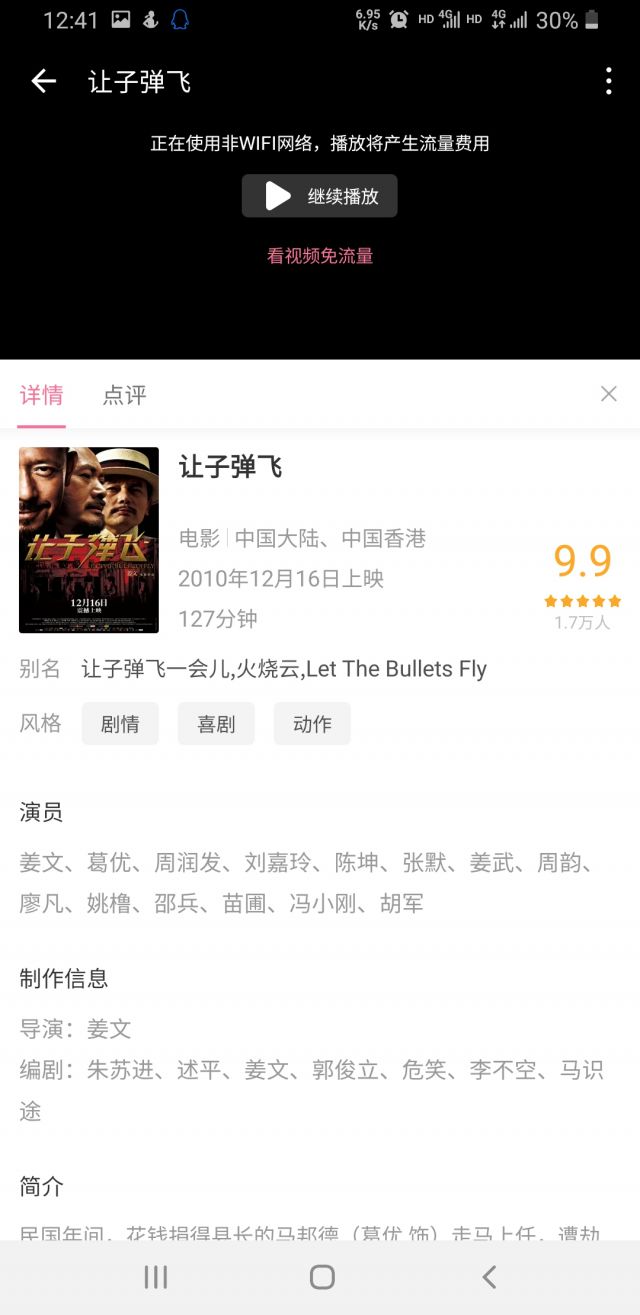 12:41
6.95 K/s HD 4G HD 4G 30%
让子弹飞
正在使用非WIFI网络，播放将产生流量费用
继续播放
看视频免流量
详情 点评
让子弹飞
让子弹飞
12月16日
震撼上映
电影 中国大陆、中国香港
2010年12月16日上映
127分钟
9.9
1.7万人
别名 让子弹飞一会儿,火烧云,Let The Bullets Fly
风格 剧情 喜剧 动作
演员
姜文、葛优、周润发、刘嘉玲、陈坤、张默、姜武、周韵、
廖凡、姚橹、邵兵、苗圃、冯小刚、胡军
制作信息
导演：姜文
编剧：朱苏进、述平、姜文、郭俊立、危笑、李不空、马识
途
简介
民国年间，花钱捐得县长的马邦德（葛优 饰）走马上任，遭劫